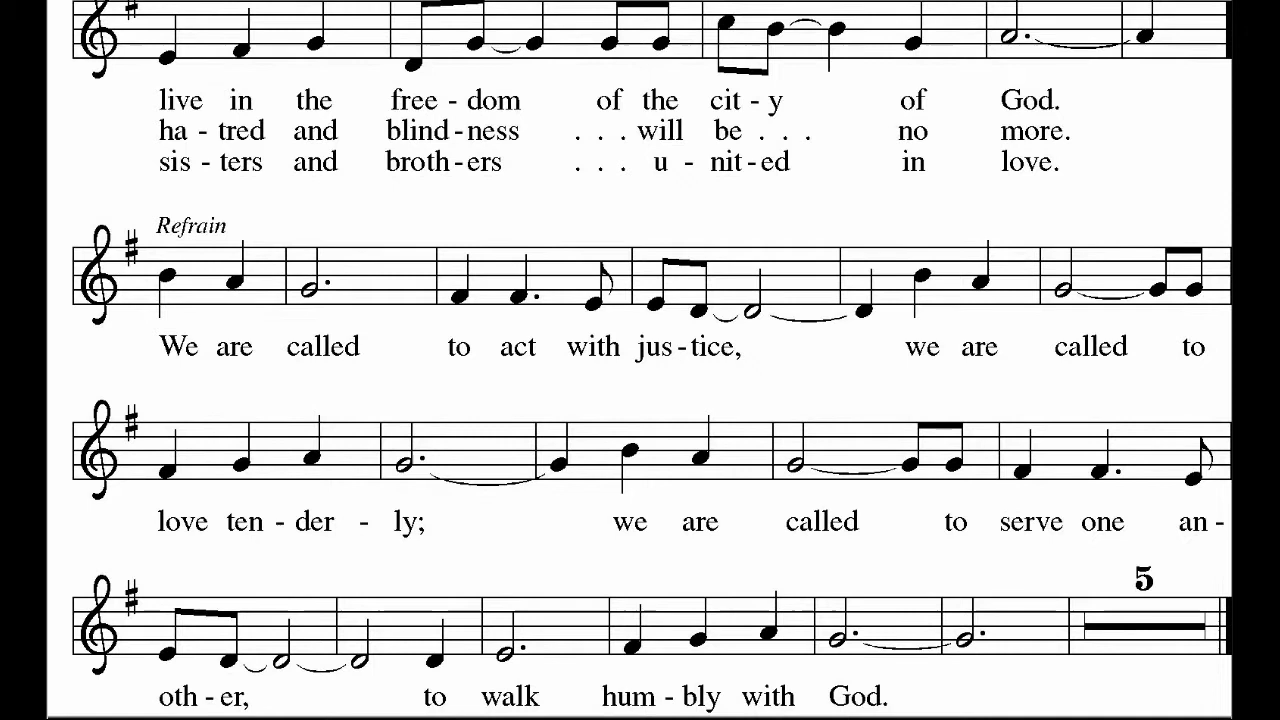 live in the free - dom of the cit - y of God.
ha - tred and blind - ness . . . will be . . . no more.
sis - ters and broth - ers . . . u - nit - ed in love.
Refrain
We are called to act with jus - tice, we are called to
love ten - der - ly; we are called to serve one an -
5
oth - er, to walk hum - bly with God.